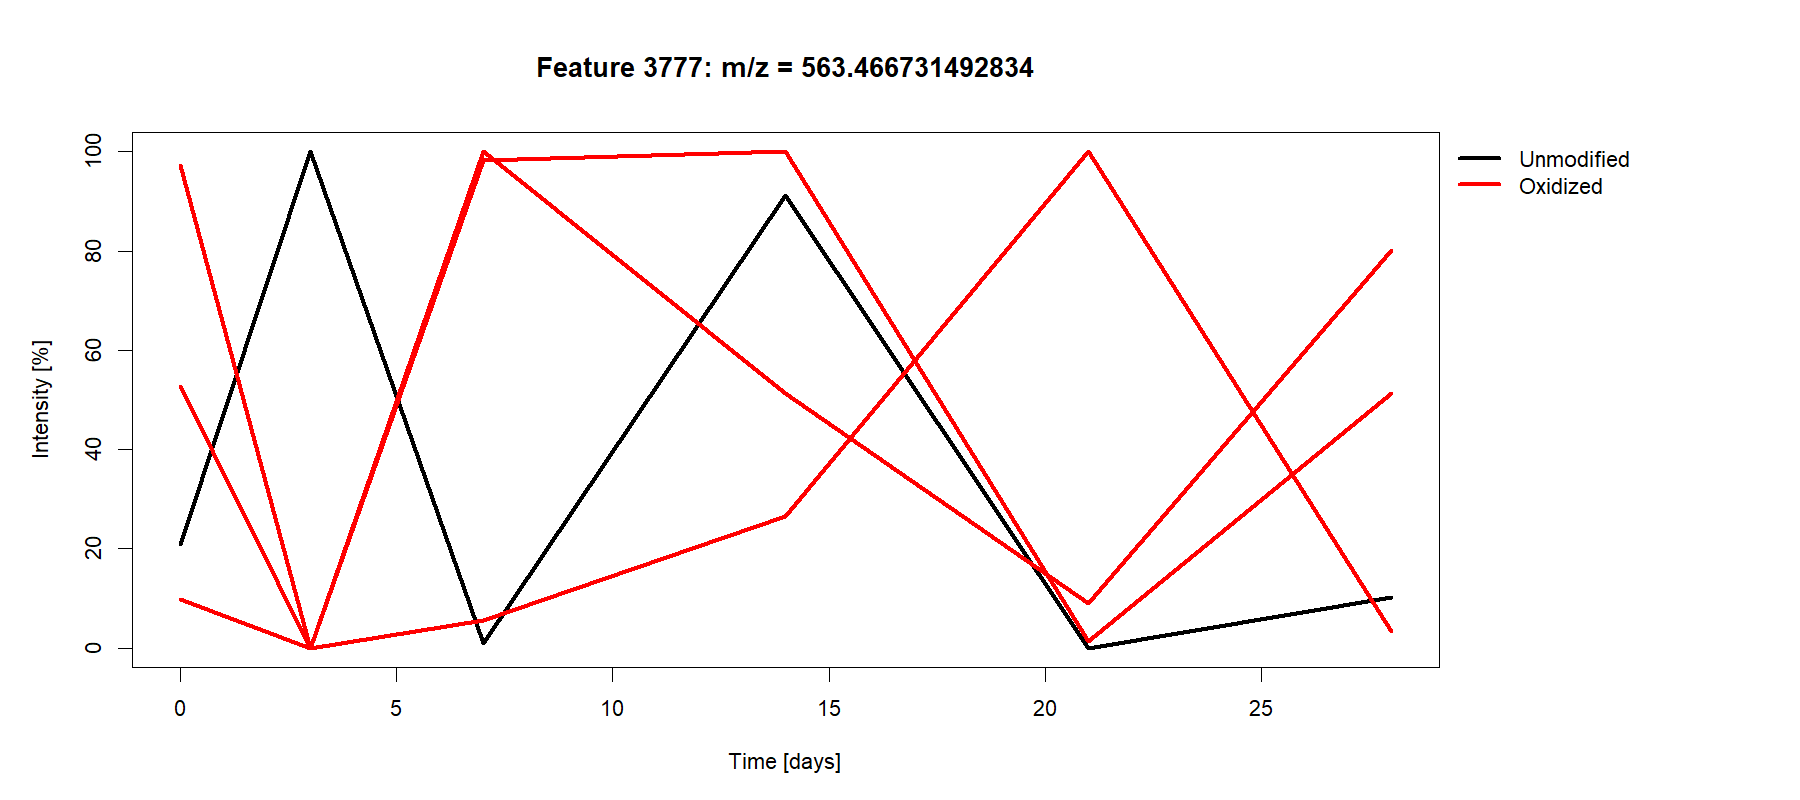 Feature 3777: m/z = 563.466731492834
Unmodified
Oxidized
Intensity [%]
100
80
60
40
20
0
0 5 10 15 20 25
Time [days]